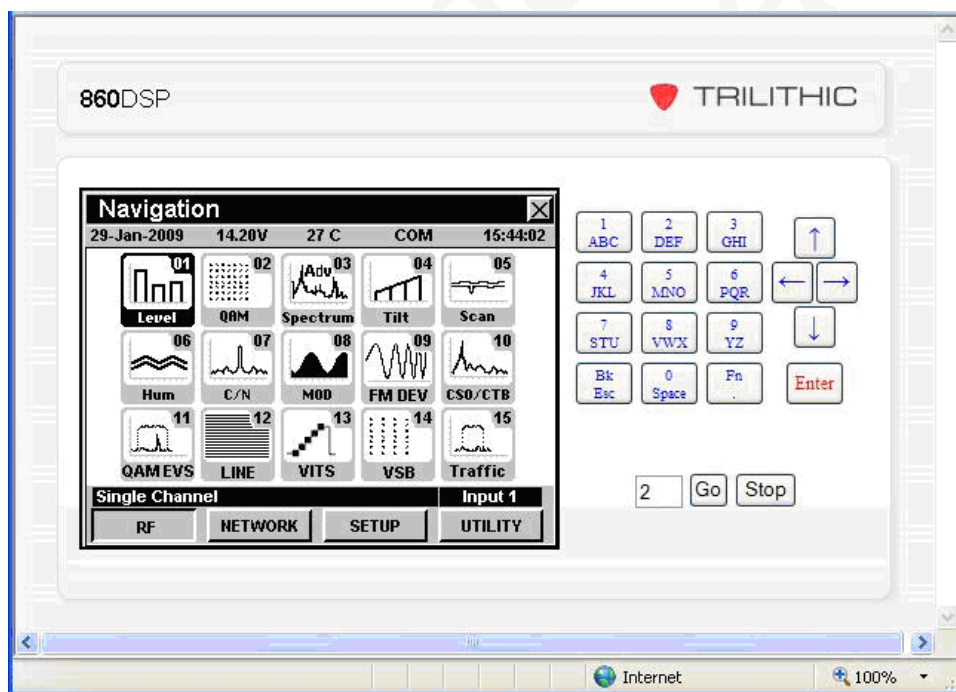 860DSP
TRILITHIC
Navigation
29-Jan-2009 14.20V 27 C COM 15:44:02
01 02 Adv 03 04 05
Level QAM Spectrum Tilt Scan
06 07 08 09 10
Hum C/N MOD FM DEV CSO/CTB
11 12 13 14 15
QAM EVS LINE VITS VSB Traffic
Single Channel Input 1
RF NETWORK SETUP UTILITY
1 2 3
ABC DEF GHI
4 5 6
JKL MNO PQR
7 8 9
STU VWX YZ
Bk 0 Fn
Esc Space .
Enter
2 Go Stop
Internet 100%